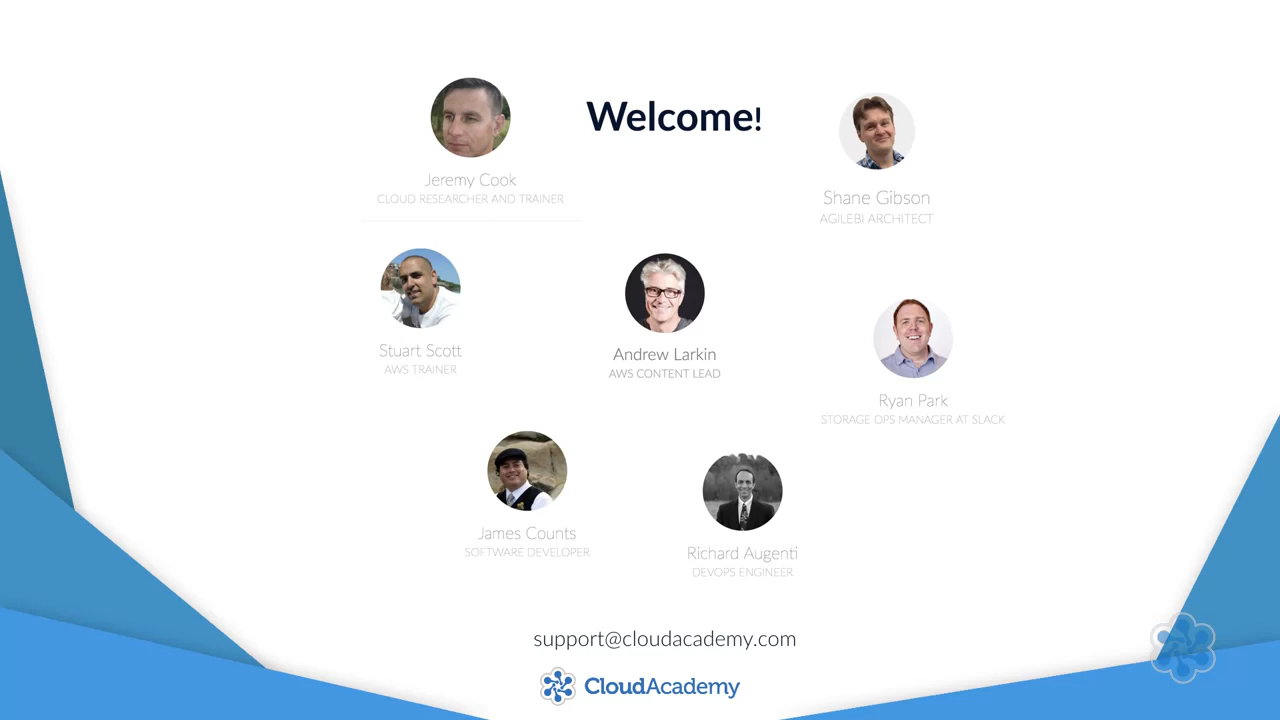 Welcome!
Jeremy Cook
CLOUD RESEARCHER AND TRAINER
Shane Gibson
AGILEBI ARCHITECT
Stuart Scott
AWS TRAINER
Andrew Larkin
AWS CONTENT LEAD
Ryan Park
STORAGE OPS MANAGER AT SLACK
James Counts
SOFTWARE DEVELOPER
Richard Augenti
DEVOPS ENGINEER
support@cloudacademy.com
CloudAcademy